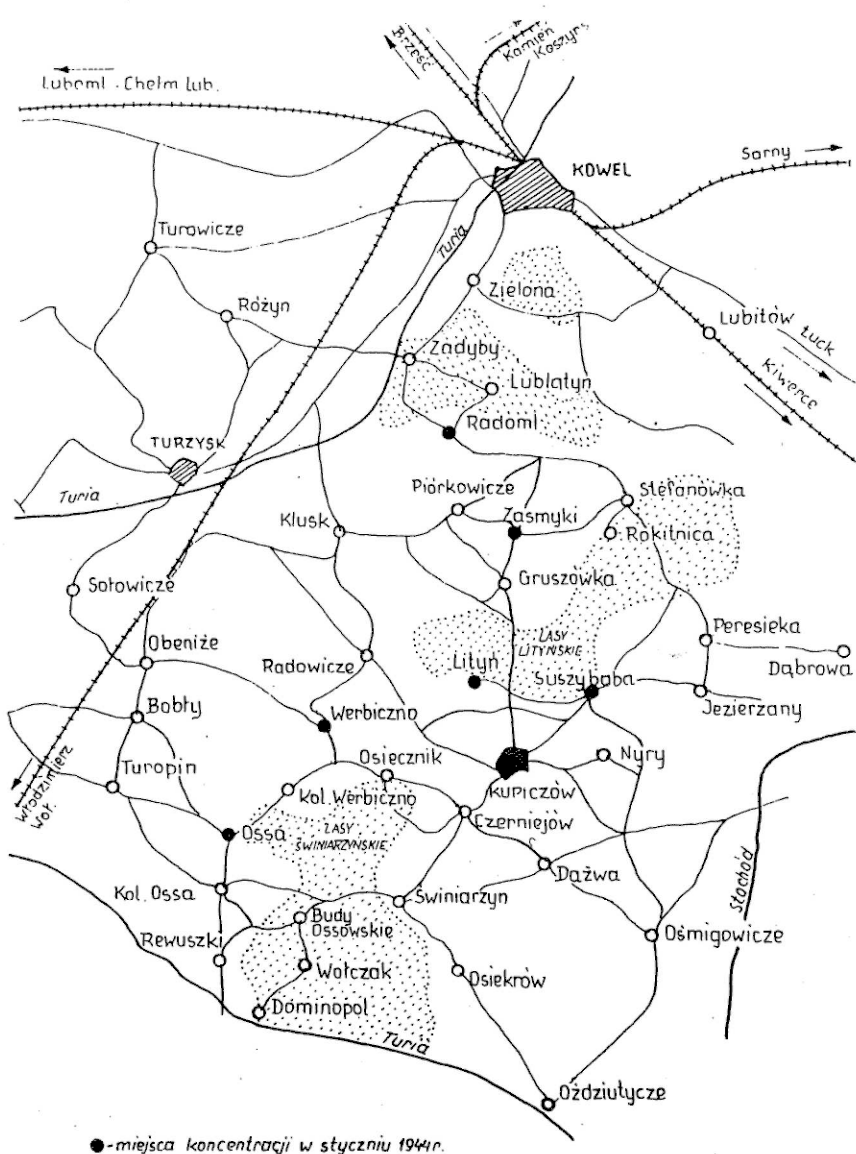 Brześć
Kamień
Koszyrs.
Luboml - Chełm Lub.
KOWEL
Sarny
Turowicze
Turia
Zielona
Różyn
Lubitów
Łuck
Kiwerce
Zadyby
Lublatyn
Radoml
TURZYSK
Turia
Piórkowicze
Stefanówka
Klusk
Zasmyki
Rokitnica
Gruszówka
Sołowicze
LASY
LITYŃSKIE
Peresieka
Dąbrowa
Obeniże
Radowicze
Lityń
Suszybaba
Jezierzany
Bobły
Werbiczno
Osiecznik
Nyry
Turopin
Kol. Werbiczno
KUPICZÓW
Włodzimierz
Woł.
Ossa
LASY
ŚWINIARZYŃSKIE
Czerniejów
Dażwa
Stochód
Kol. Ossa
Świniarzyn
Budy
Ossowskie
Rewuszki
Ośmigowicze
Wołczak
Osiekrów
Dominopol
Turia
Oździutycze
- miejsca koncentracji w styczniu 1944r.